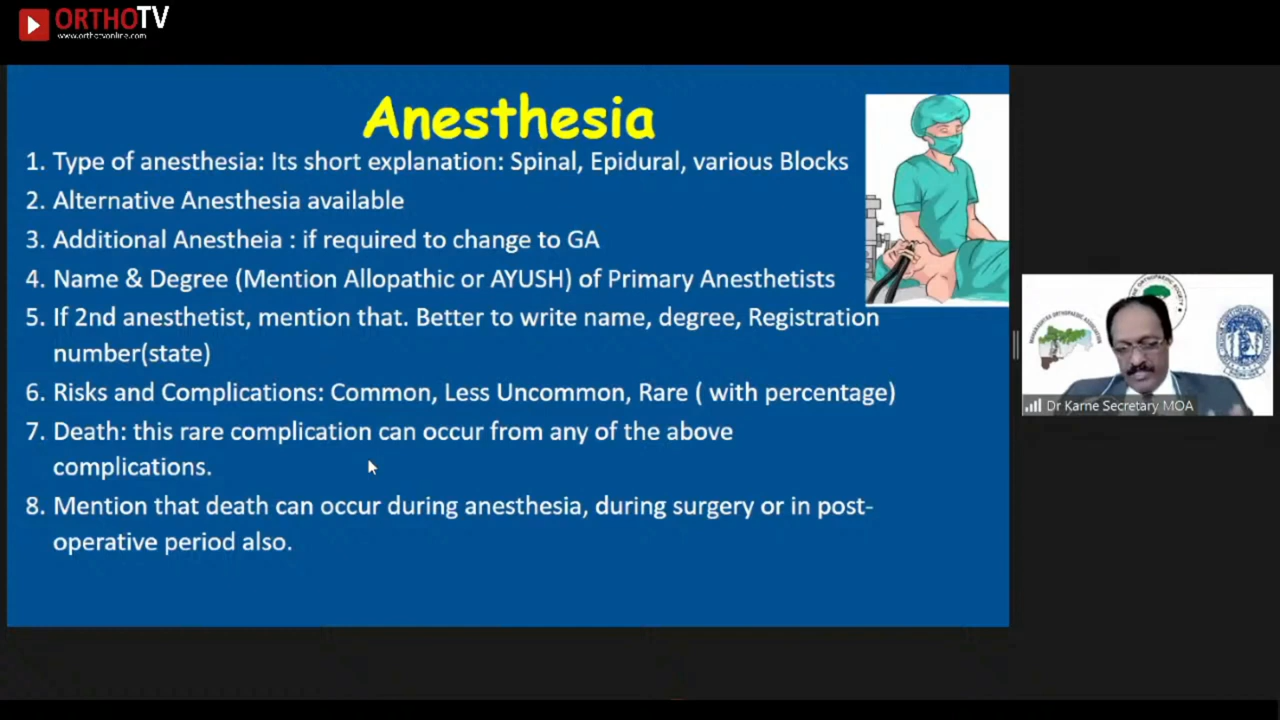 ORTHOTV
www.orthotvonline.com
Anesthesia
1. Type of anesthesia: Its short explanation: Spinal, Epidural, various Blocks
2. Alternative Anesthesia available
3. Additional Anestheia : if required to change to GA
4. Name & Degree (Mention Allopathic or AYUSH) of Primary Anesthetists
5. If 2nd anesthetist, mention that. Better to write name, degree, Registration
number(state)
6. Risks and Complications: Common, Less Uncommon, Rare ( with percentage)
7. Death: this rare complication can occur from any of the above
complications.
8. Mention that death can occur during anesthesia, during surgery or in post-
operative period also.
Dr Karne Secretary MOA